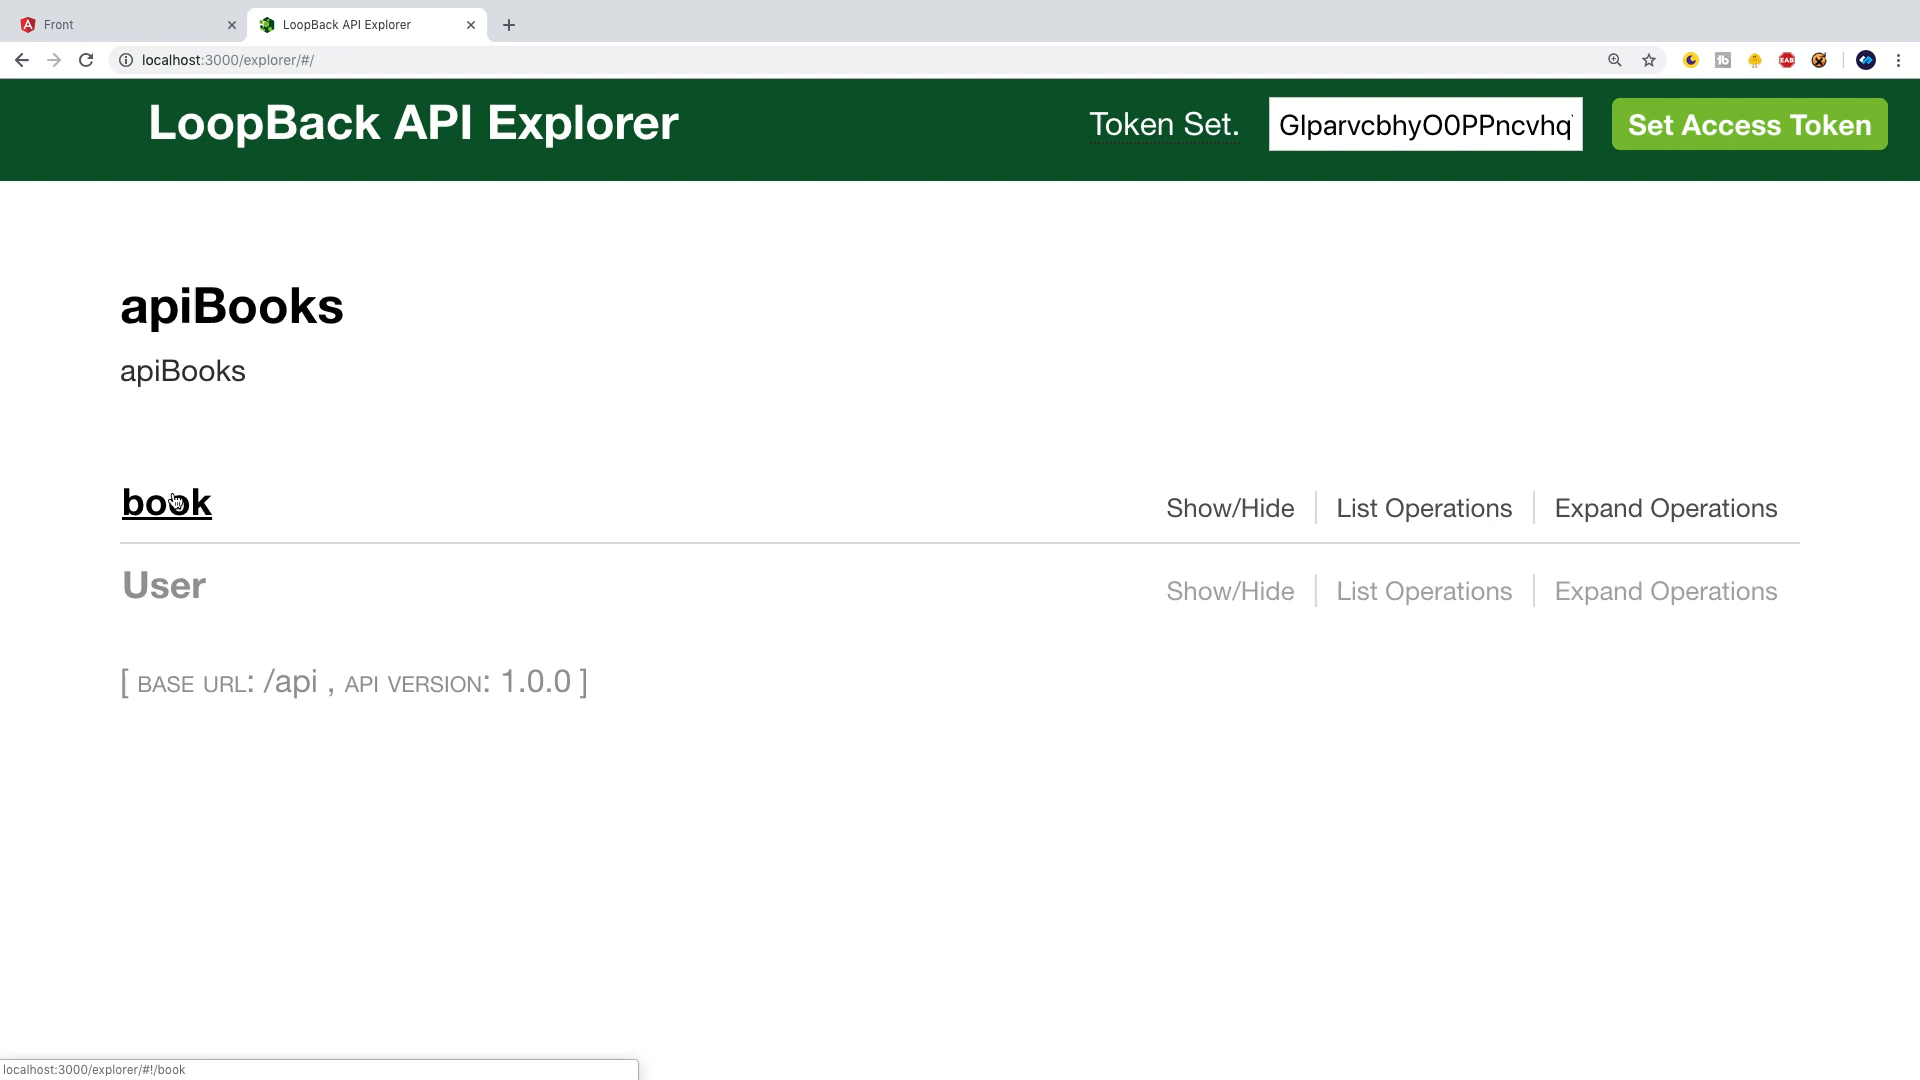 Front
LoopBack API Explorer
localhost:3000/explorer/#/
LoopBack API Explorer
Token Set.
GIparvcbhyO0PPncvhq
Set Access Token
apiBooks
apiBooks
book
Show/Hide
List Operations
Expand Operations
User
Show/Hide
List Operations
Expand Operations
[ BASE URL: /api , API VERSION: 1.0.0 ]
localhost:3000/explorer/#!/book